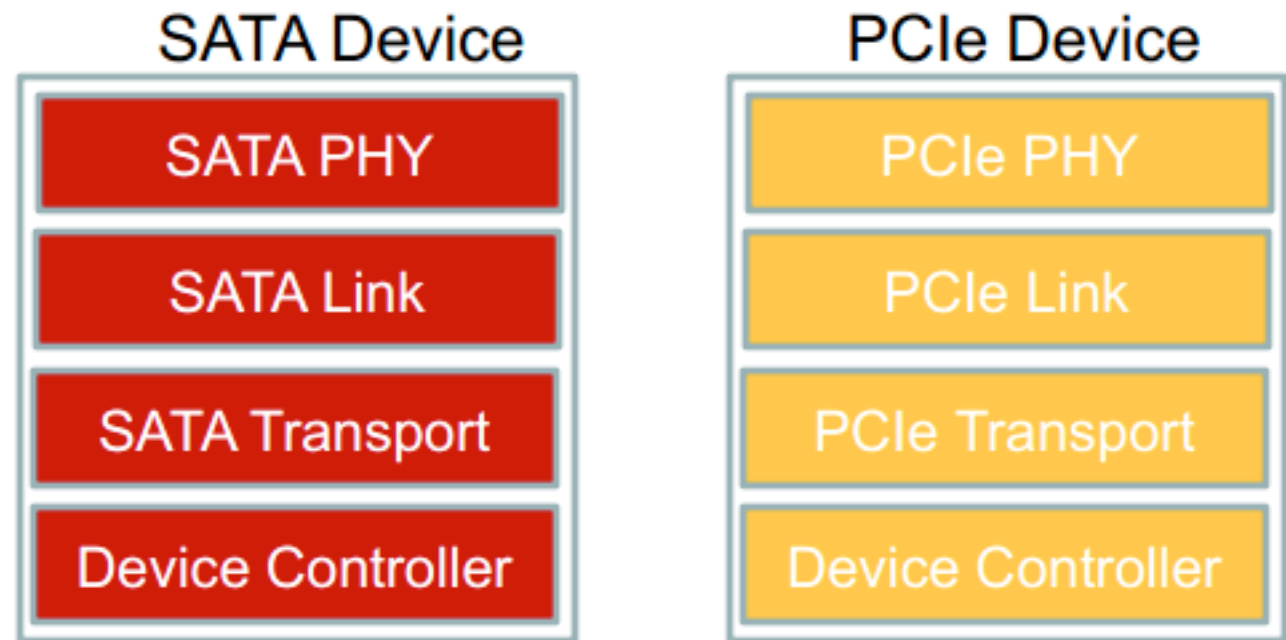 SATA Device
SATA PHY
SATA Link
SATA Transport
Device Controller
PCIe Device
PCIe PHY
PCIe Link
PCIe Transport
Device Controller